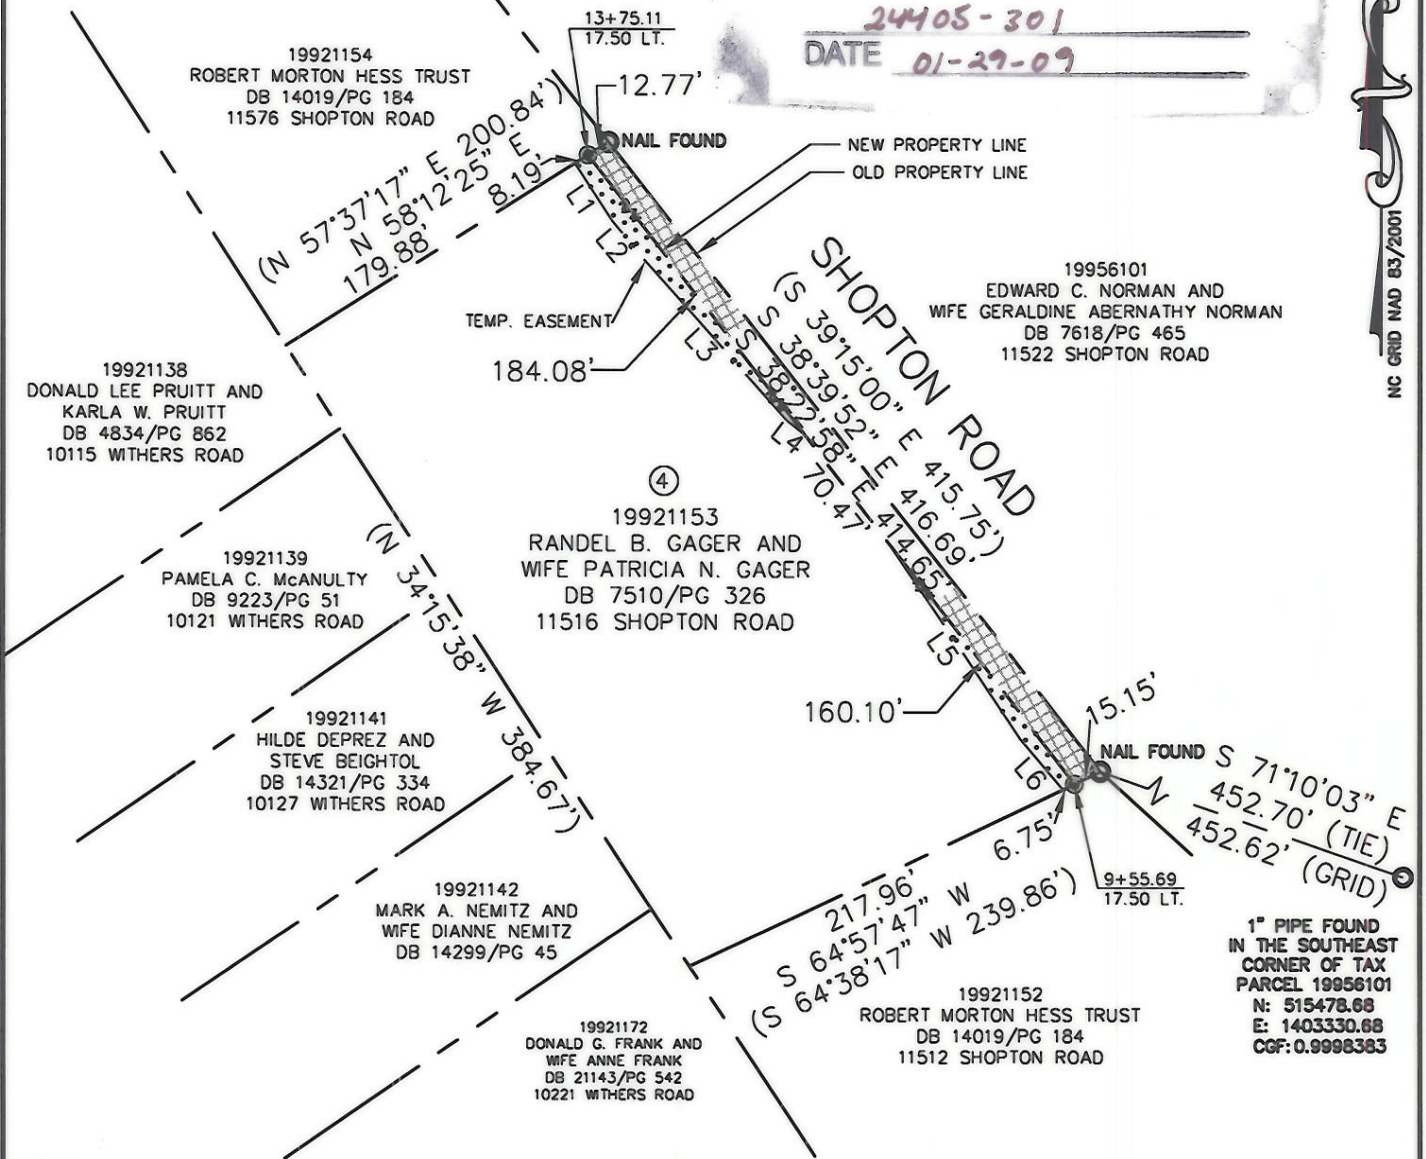 24405-301
DATE 01-29-09
13+75.11
17.50 LT.
12.77'
NAIL FOUND
19921154
ROBERT MORTON HESS TRUST
DB 14019/PG 184
11576 SHOPTON ROAD
(N 57°37'17" E 200.84')
N 58°12'25" E
179.88'
8.19'
NEW PROPERTY LINE
OLD PROPERTY LINE
L1
L2
TEMP. EASEMENT
L3
184.08'
L4
70.47'
SHOPTON ROAD
(S 39°15'00" E 415.75')
S 38°39'52" E 416.69'
S 38°22'58" E 414.65'
19956101
EDWARD C. NORMAN AND
WIFE GERALDINE ABERNATHY NORMAN
DB 7618/PG 465
11522 SHOPTON ROAD
NC GRID NAD 83/2001
19921138
DONALD LEE PRUITT AND
KARLA W. PRUITT
DB 4834/PG 862
10115 WITHERS ROAD
4
19921153
RANDEL B. GAGER AND
WIFE PATRICIA N. GAGER
DB 7510/PG 326
11516 SHOPTON ROAD
19921139
PAMELA C. McANULTY
DB 9223/PG 51
10121 WITHERS ROAD
(N 34°15'38" W 384.67')
L5
160.10'
L6
15.15'
NAIL FOUND
S 71°10'03" E
452.70' (TIE)
452.62' (GRID)
19921141
HILDE DEPREZ AND
STEVE BEIGHTOL
DB 14321/PG 334
10127 WITHERS ROAD
6.75'
9+55.69
17.50 LT.
217.96'
S 64°57'47" W
(S 64°38'17" W 239.86')
19921142
MARK A. NEMITZ AND
WIFE DIANNE NEMITZ
DB 14299/PG 45
1" PIPE FOUND
IN THE SOUTHEAST
CORNER OF TAX
PARCEL 19956101
N: 515478.68
E: 1403330.68
CGF: 0.9998383
19921152
ROBERT MORTON HESS TRUST
DB 14019/PG 184
11512 SHOPTON ROAD
19921172
DONALD G. FRANK AND
WIFE ANNE FRANK
DB 21143/PG 542
10221 WITHERS ROAD